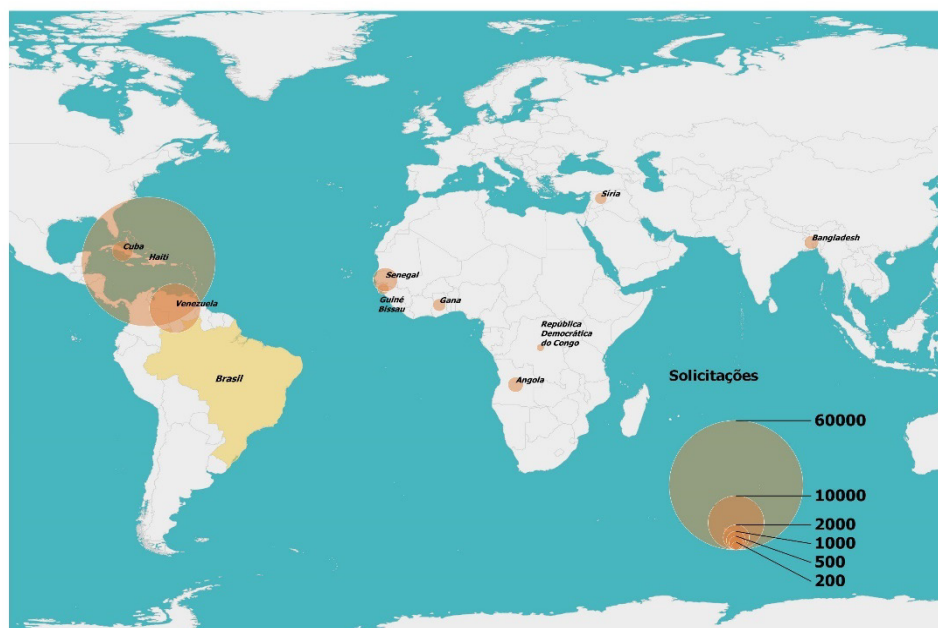 Síria
Cuba
Haiti
Bangladesh
Senegal
Venezuela
Guiné
Bissau
Gana
República
Democrática
do Congo
Brasil
Angola
Solicitações
60000
10000
2000
1000
500
200